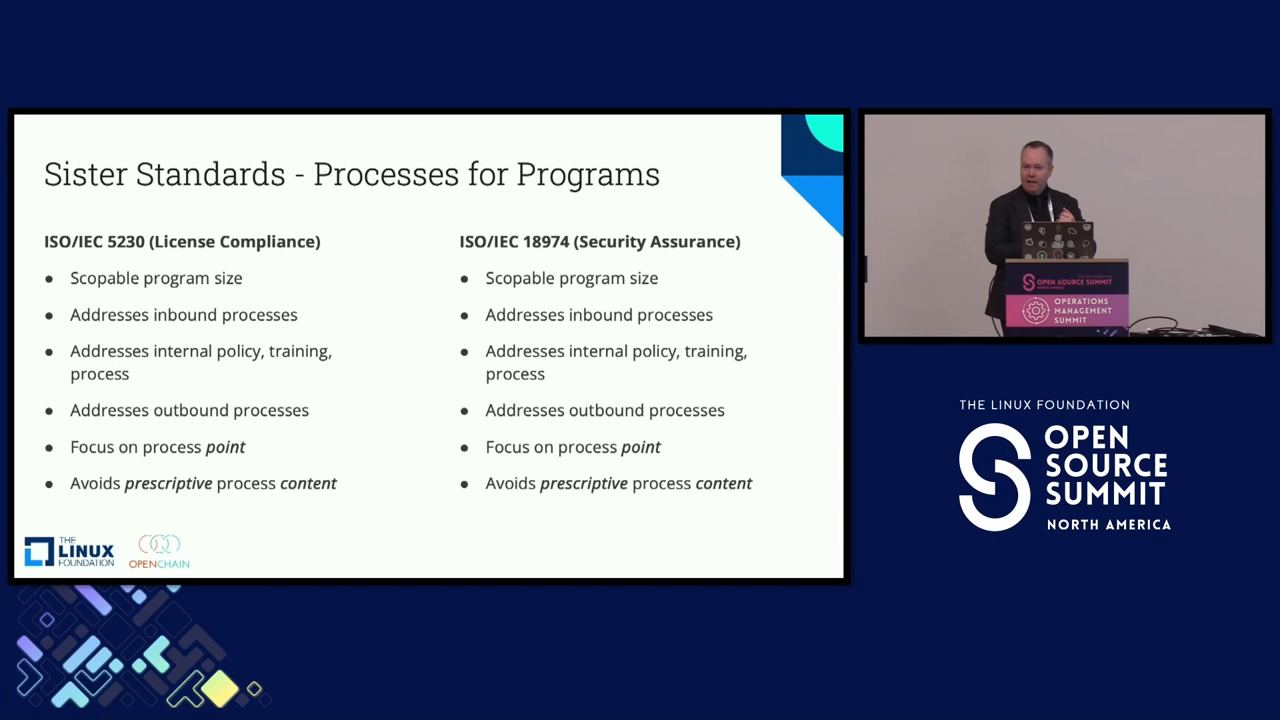 Sister Standards - Processes for Programs
ISO/IEC 5230 (License Compliance)
● Scopable program size
● Addresses inbound processes
● Addresses internal policy, training,
process
● Addresses outbound processes
● Focus on process point
● Avoids prescriptive process content
ISO/IEC 18974 (Security Assurance)
● Scopable program size
● Addresses inbound processes
● Addresses internal policy, training,
process
● Addresses outbound processes
● Focus on process point
● Avoids prescriptive process content
THE
LINUX
FOUNDATION
OPENCHAIN
OPEN SOURCE SUMMIT
NORTH AMERICA
OPERATIONS
MANAGEMENT
SUMMIT
THE LINUX FOUNDATION
OPEN
SOURCE
SUMMIT
NORTH AMERICA